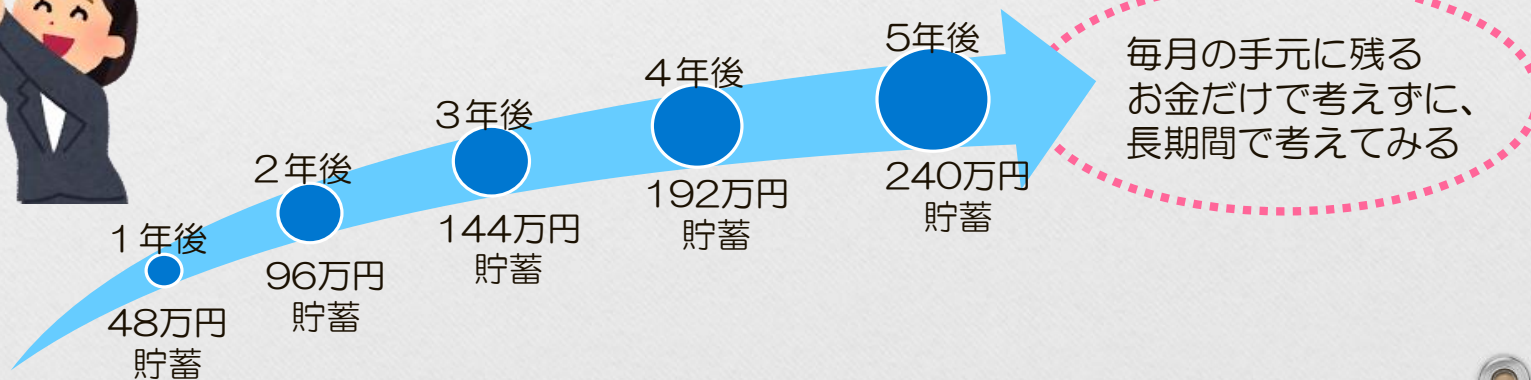 1年後
48万円
貯蓄
2年後
96万円
貯蓄
3年後
144万円
貯蓄
4年後
192万円
貯蓄
5年後
240万円
貯蓄
毎月の手元に残る
お金だけで考えずに、
長期間で考えてみる